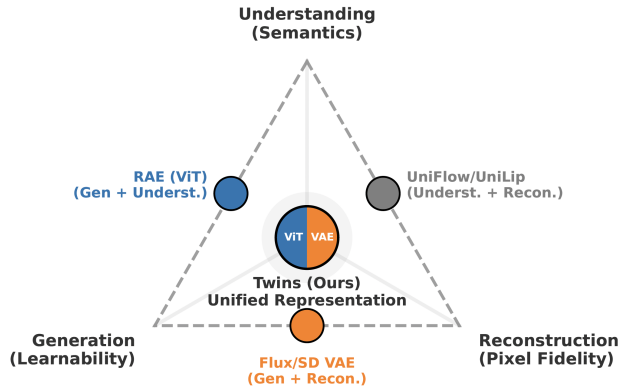 Understanding
(Semantics)
RAE (ViT)
(Gen + Underst.)
UniFlow/UniLip
(Underst. + Recon.)
ViT VAE
Twins (Ours)
Unified Representation
Generation
(Learnability)
Reconstruction
(Pixel Fidelity)
Flux/SD VAE
(Gen + Recon.)